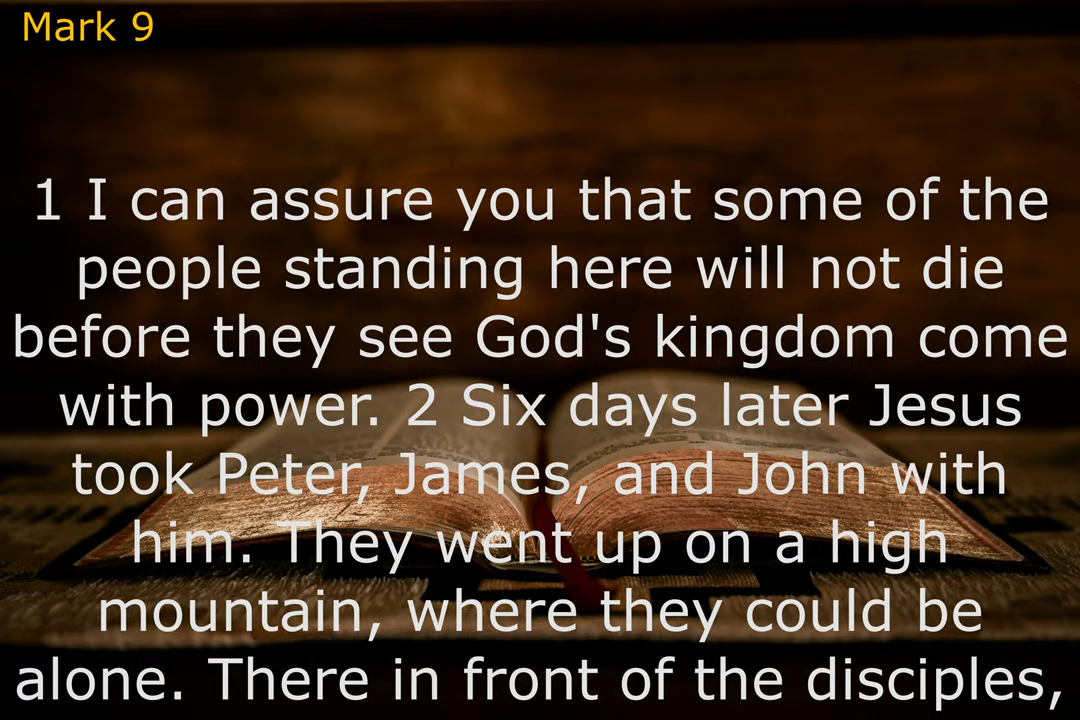 Mark 9
1 I can assure you that some of the
people standing here will not die
before they see God's kingdom come
with power. 2 Six days later Jesus
took Peter, James, and John with
him. They went up on a high
mountain, where they could be
alone. There in front of the disciples,